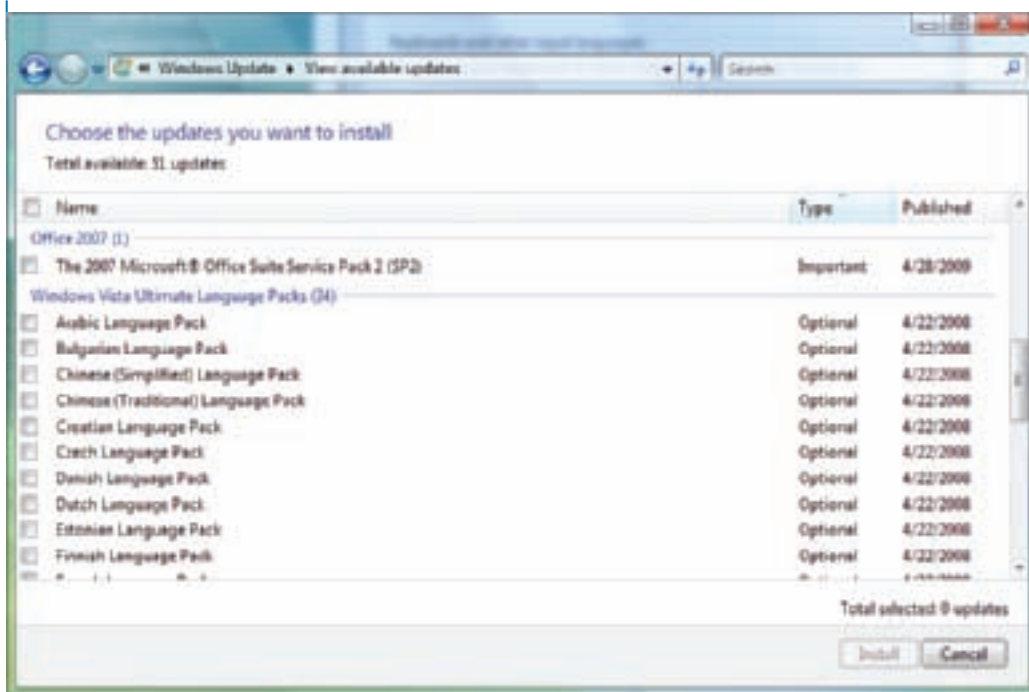 Windows Update ▸ View available updates
Search
Choose the updates you want to install
Total available: 51 updates
Name Type Published
Office 2007 (1)
The 2007 Microsoft® Office Suite Service Pack 2 (SP2) Important 4/28/2009
Windows Vista Ultimate Language Packs (34)
Arabic Language Pack Optional 4/22/2008
Bulgarian Language Pack Optional 4/22/2008
Chinese (Simplified) Language Pack Optional 4/22/2008
Chinese (Traditional) Language Pack Optional 4/22/2008
Croatian Language Pack Optional 4/22/2008
Czech Language Pack Optional 4/22/2008
Danish Language Pack Optional 4/22/2008
Dutch Language Pack Optional 4/22/2008
Estonian Language Pack Optional 4/22/2008
Finnish Language Pack Optional 4/22/2008
Total selected: 0 updates
Install Cancel